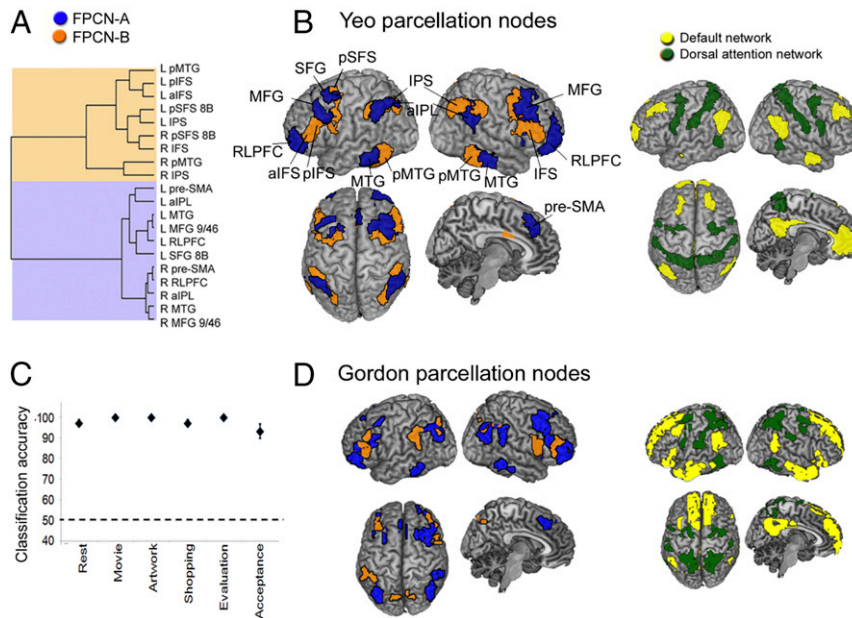 A
FPCN-A
FPCN-B
L pMTG
L pIFS
L aIFS
L pSFS 8B
L IPS
R pSFS 8B
R IFS
R pMTG
R IPS
L pre-SMA
L aIPL
L MTG
L MFG 9/46
L RLPFC
L SFG 8B
R pre-SMA
R RLPFC
R aIPL
R MTG
R MFG 9/46
B Yeo parcellation nodes
pSFS
SFG
MFG
RLPFC
aIFS
pIFS
MTG
pMTG
IPS
aIPL
pMTG
MTG
MFG
RLPFC
IFS
pre-SMA
Default network
Dorsal attention network
C
Classification accuracy
100
90
80
70
60
50
40
Rest
Movie
Artwork
Shopping
Evaluation
Acceptance
D Gordon parcellation nodes